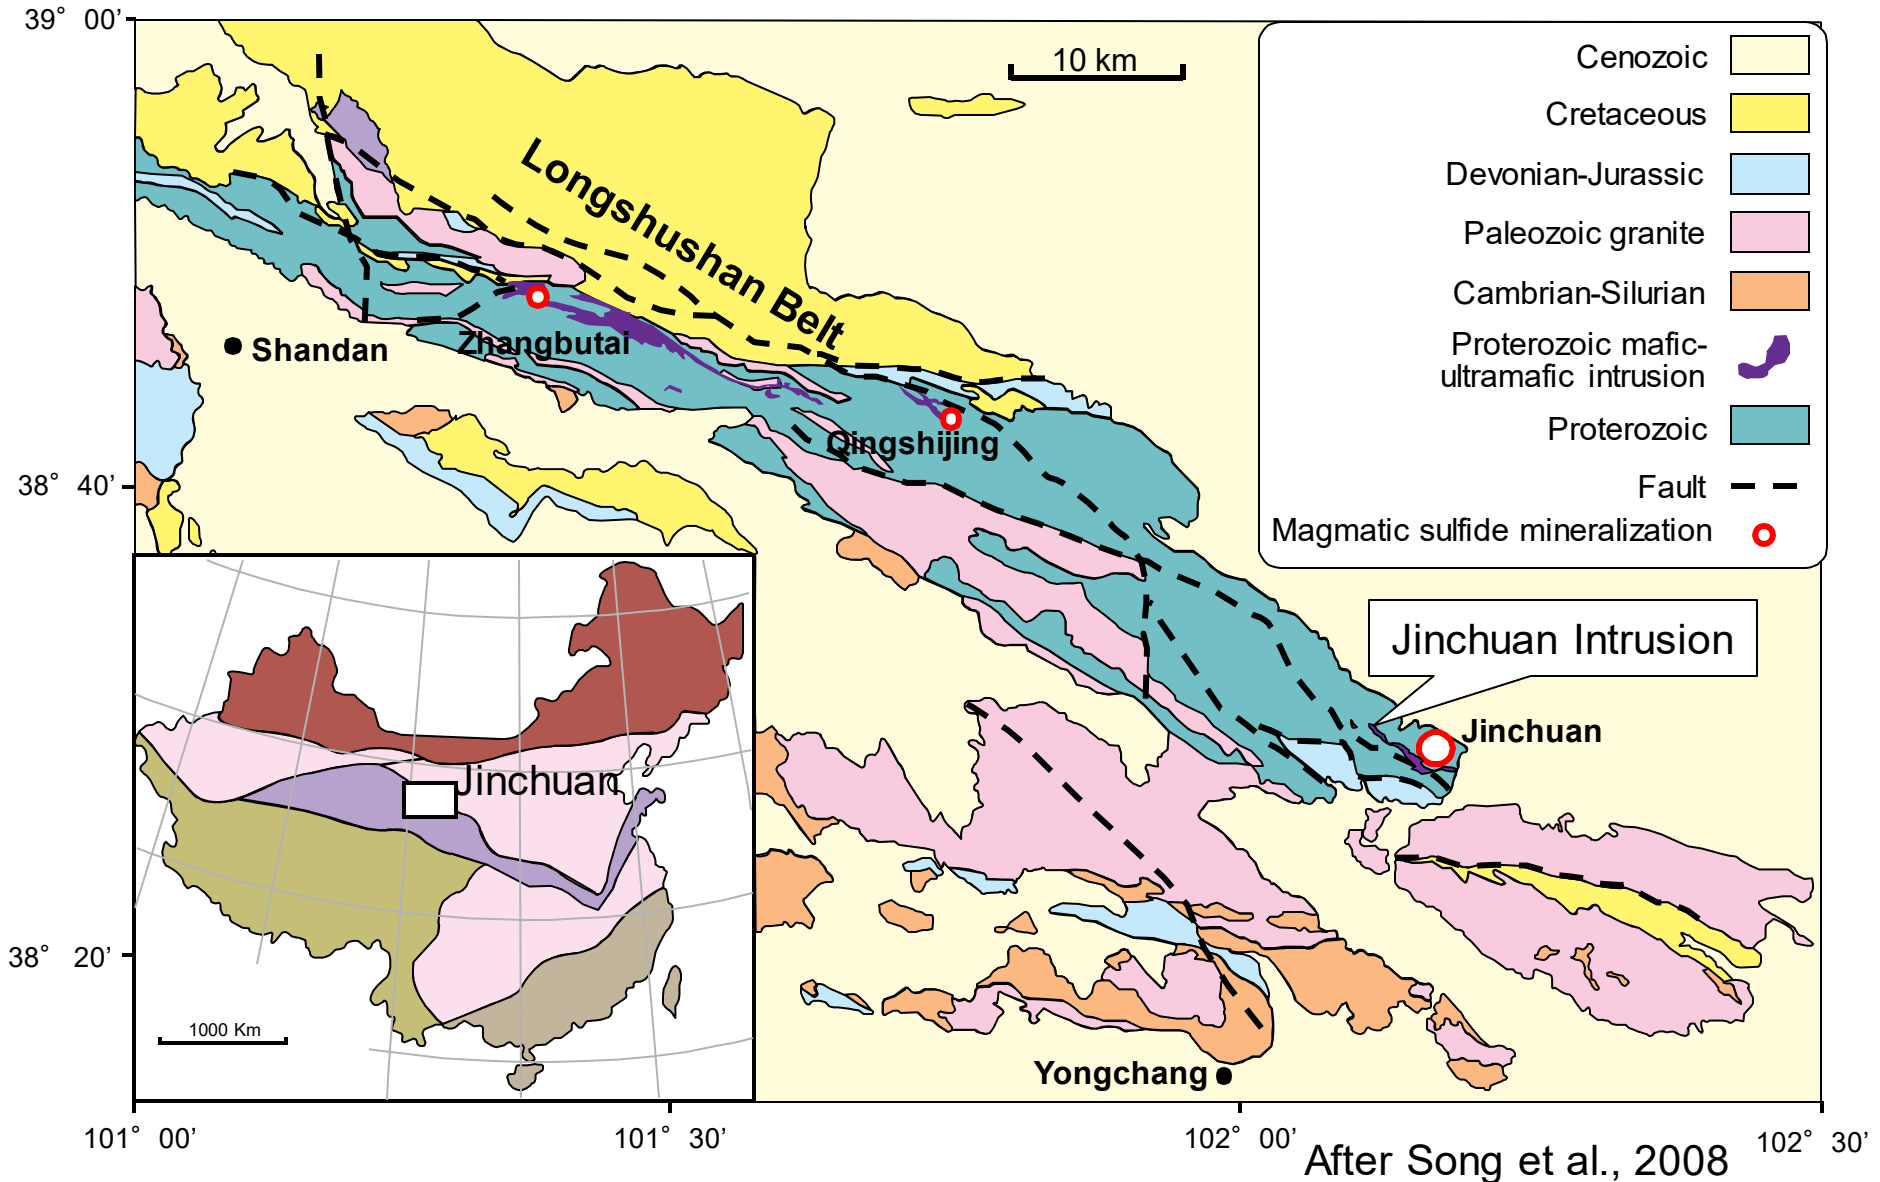 39° 00’
10 km
Cenozoic
Cretaceous
Devonian-Jurassic
Paleozoic granite
Cambrian-Silurian
Proterozoic mafic-
ultramafic intrusion
Proterozoic
Fault
Magmatic sulfide mineralization
Longshushan Belt
Shandan
Zhangbutai
Qingshijing
38° 40’
Jinchuan Intrusion
Jinchuan
Jinchuan
1000 Km
38° 20’
Yongchang
101° 00’
101° 30’
102° 00’
102° 30’
After Song et al., 2008